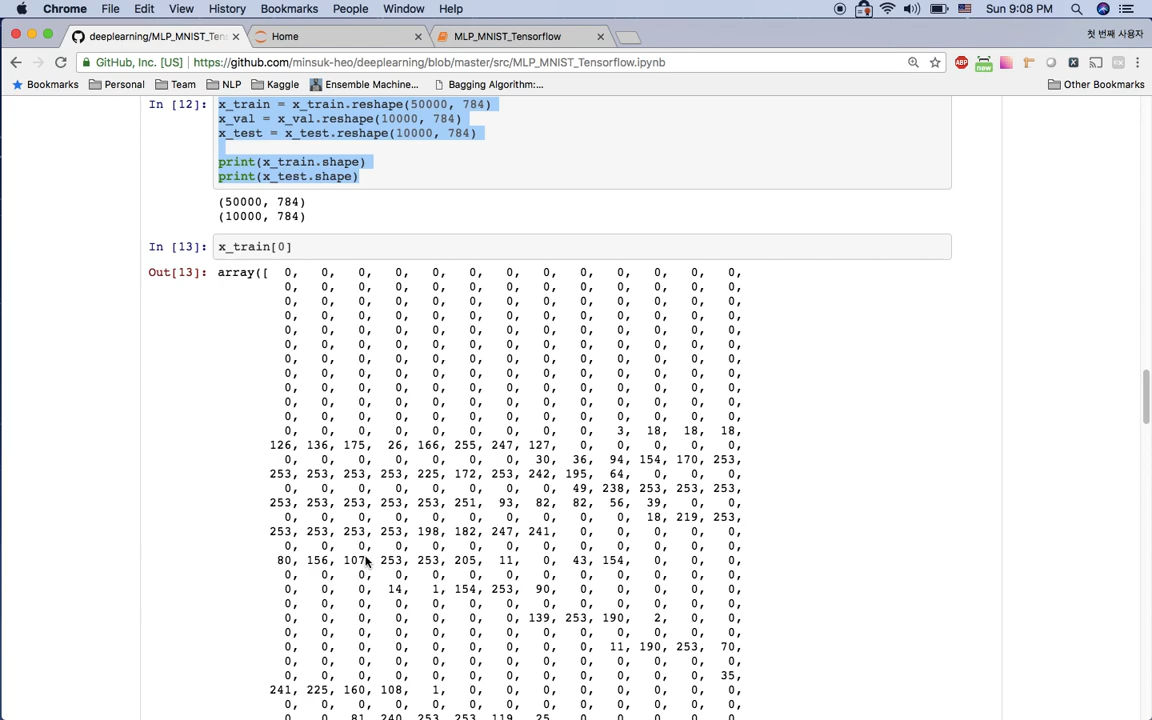 Chrome File Edit View History Bookmarks People Window Help Sun 9:08 PM
deeplearning/MLP_MNIST_Ten Home MLP_MNIST_Tensorflow 첫 번째 사용자
GitHub, Inc. [US] https://github.com/minsuk-heo/deeplearning/blob/master/src/MLP_MNIST_Tensorflow.ipynb ABP new
Bookmarks Personal Team NLP Kaggle Ensemble Machine... Bagging Algorithm:... Other Bookmarks
In [12]: x_train = x_train.reshape(50000, 784)
x_val = x_val.reshape(10000, 784)
x_test = x_test.reshape(10000, 784)
print(x_train.shape)
print(x_test.shape)
(50000, 784)
(10000, 784)
In [13]: x_train[0]
Out[13]: array([ 0, 0, 0, 0, 0, 0, 0, 0, 0, 0, 0, 0, 0,
0, 0, 0, 0, 0, 0, 0, 0, 0, 0, 0, 0, 0,
0, 0, 0, 0, 0, 0, 0, 0, 0, 0, 0, 0, 0,
0, 0, 0, 0, 0, 0, 0, 0, 0, 0, 0, 0, 0,
0, 0, 0, 0, 0, 0, 0, 0, 0, 0, 0, 0, 0,
0, 0, 0, 0, 0, 0, 0, 0, 0, 0, 0, 0, 0,
0, 0, 0, 0, 0, 0, 0, 0, 0, 0, 0, 0, 0,
0, 0, 0, 0, 0, 0, 0, 0, 0, 0, 0, 0, 0,
0, 0, 0, 0, 0, 0, 0, 0, 0, 0, 0, 0, 0,
0, 0, 0, 0, 0, 0, 0, 0, 0, 0, 0, 0, 0,
0, 0, 0, 0, 0, 0, 0, 0, 0, 0, 0, 0, 0,
0, 0, 0, 0, 0, 0, 0, 0, 0, 3, 18, 18, 18,
126, 136, 175, 26, 166, 255, 247, 127, 0, 0, 0, 0, 0,
0, 0, 0, 0, 0, 0, 0, 30, 36, 94, 154, 170, 253,
253, 253, 253, 253, 225, 172, 253, 242, 195, 64, 0, 0, 0,
0, 0, 0, 0, 0, 0, 0, 0, 49, 238, 253, 253, 253,
253, 253, 253, 253, 253, 251, 93, 82, 82, 56, 39, 0, 0,
0, 0, 0, 0, 0, 0, 0, 0, 0, 0, 18, 219, 253,
253, 253, 253, 253, 198, 182, 247, 241, 0, 0, 0, 0, 0,
0, 0, 0, 0, 0, 0, 0, 0, 0, 0, 0, 0, 0,
80, 156, 107, 253, 253, 205, 11, 0, 43, 154, 0, 0, 0,
0, 0, 0, 0, 0, 0, 0, 0, 0, 0, 0, 0, 0,
0, 0, 0, 14, 1, 154, 253, 90, 0, 0, 0, 0, 0,
0, 0, 0, 0, 0, 0, 0, 0, 0, 0, 0, 0, 0,
0, 0, 0, 0, 0, 0, 0, 139, 253, 190, 2, 0, 0,
0, 0, 0, 0, 0, 0, 0, 0, 0, 0, 0, 0, 0,
0, 0, 0, 0, 0, 0, 0, 0, 0, 11, 190, 253, 70,
0, 0, 0, 0, 0, 0, 0, 0, 0, 0, 0, 0, 0,
0, 0, 0, 0, 0, 0, 0, 0, 0, 0, 0, 0, 35,
241, 225, 160, 108, 1, 0, 0, 0, 0, 0, 0, 0, 0,
0, 0, 0, 0, 0, 0, 0, 0, 0, 0, 0, 0, 0,
0, 0, 81, 240, 253, 253, 119, 25, 0, 0, 0, 0, 0,